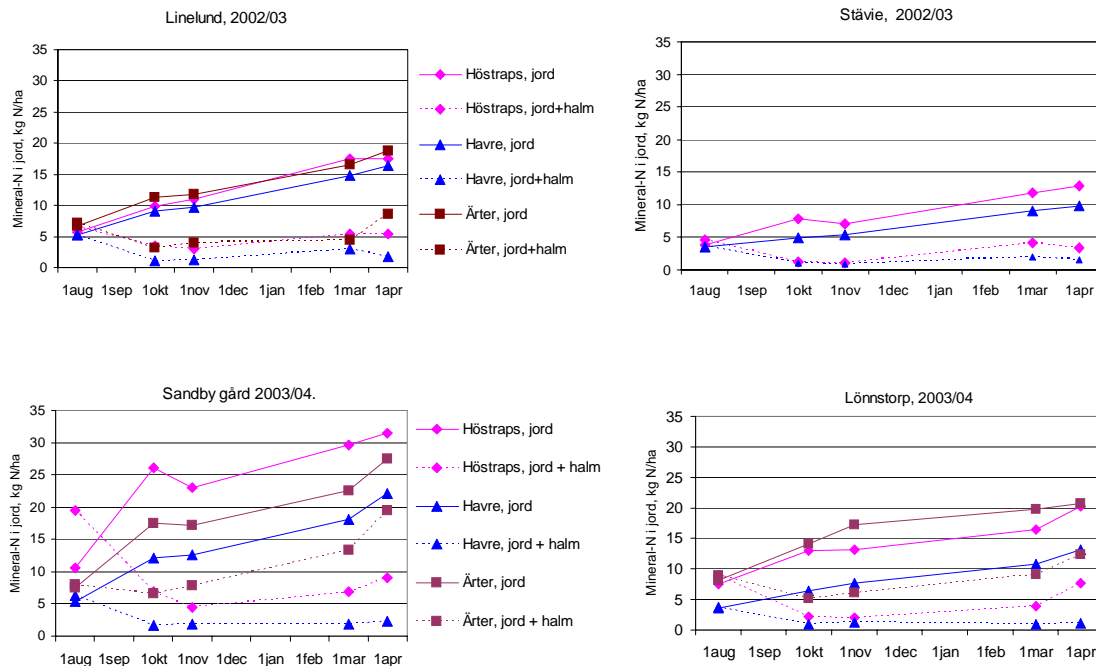 Linelund, 2002/03
Mineral-N i jord, kg N/ha
35
30
25
20
15
10
5
0
1aug 1sep 1okt 1nov 1dec 1jan 1feb 1mar 1apr
Höstraps, jord
Höstraps, jord+halm
Havre, jord
Havre, jord+halm
Ärter, jord
Ärter, jord+halm
Stävie, 2002/03
Mineral-N i jord, kg N/ha
35
30
25
20
15
10
5
0
1aug 1sep 1okt 1nov 1dec 1jan 1feb 1mar 1apr
Sandby gård 2003/04.
Mineral-N i jord, kg N/ha
35
30
25
20
15
10
5
0
1aug 1sep 1okt 1nov 1dec 1jan 1feb 1mar 1apr
Höstraps, jord
Höstraps, jord + halm
Havre, jord
Havre, jord + halm
Ärter, jord
Ärter, jord + halm
Lönnstorp, 2003/04
Mineral-N i jord, kg N/ha
35
30
25
20
15
10
5
0
1aug 1sep 1okt 1nov 1dec 1jan 1feb 1mar 1apr